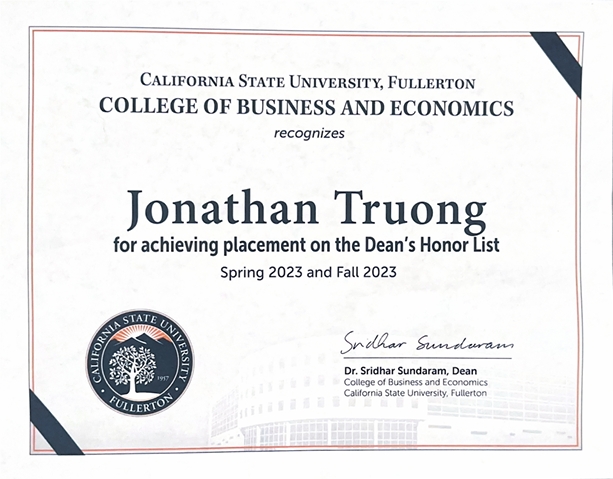 CALIFORNIA STATE UNIVERSITY, FULLERTON
COLLEGE OF BUSINESS AND ECONOMICS
recognizes
Jonathan Truong
for achieving placement on the Dean's Honor List
Spring 2023 and Fall 2023
CALIFORNIA STATE UNIVERSITY
1957
FULLERTON
Sridhar Sundaram
Dr. Sridhar Sundaram, Dean
College of Business and Economics
California State University, Fullerton